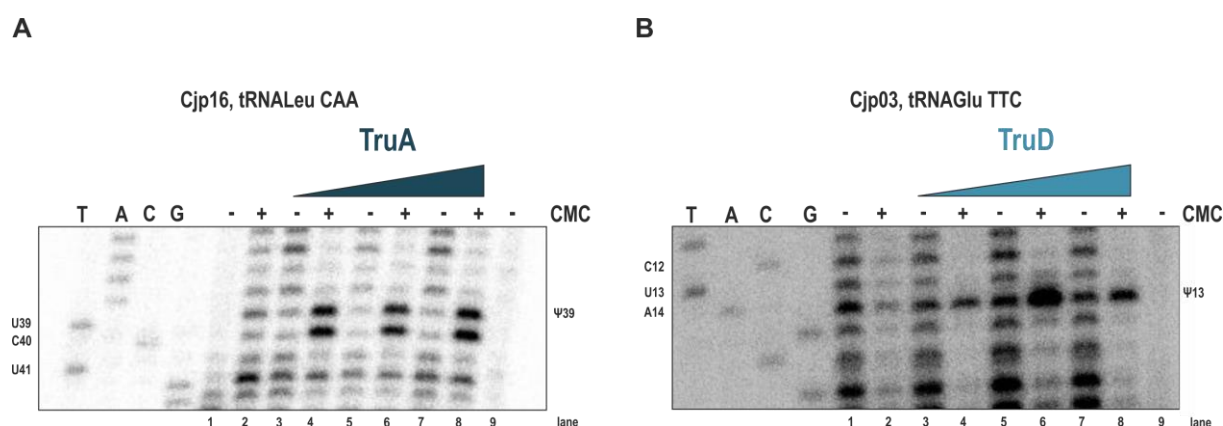 A
Cjp16, tRNALeu CAA
TruA
T A C G - + - + - + - + - CMC
U39
C40
U41
Ψ39
1 2 3 4 5 6 7 8 9 lane
B
Cjp03, tRNAGlu TTC
TruD
T A C G - + - + - + - + - CMC
C12
U13
A14
Ψ13
1 2 3 4 5 6 7 8 9 lane